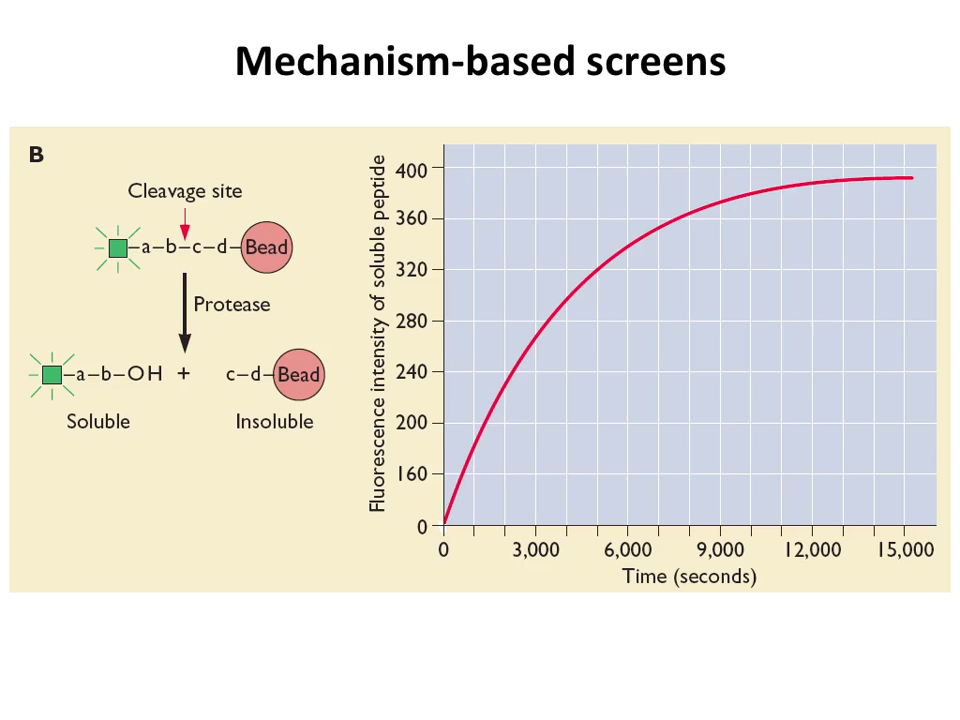 Mechanism-based screens
B
Cleavage site
a–b–c–d–Bead
Protease
a–b–OH + c–d–Bead
Soluble Insoluble
Fluorescence intensity of soluble peptide
400
360
320
280
240
200
160
0
0 3,000 6,000 9,000 12,000 15,000
Time (seconds)